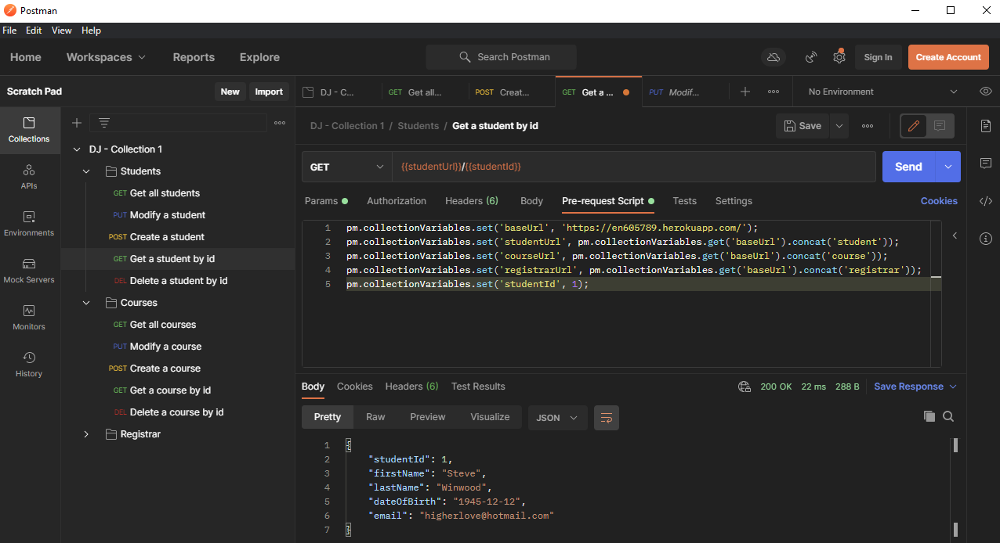 Postman
File Edit View Help
Home Workspaces Reports Explore Search Postman Sign In Create Account
Scratch Pad New Import
DJ - C... GET Get all... POST Creat... GET Get a ... PUT Modif... No Environment
Collections
APIs
Environments
Mock Servers
Monitors
History
DJ - Collection 1
Students
GET Get all students
PUT Modify a student
POST Create a student
GET Get a student by id
DEL Delete a student by id
Courses
GET Get all courses
PUT Modify a course
POST Create a course
GET Get a course by id
DEL Delete a course by id
Registrar
DJ - Collection 1 / Students / Get a student by id Save
GET {{studentUrl}}/{{studentId}} Send
Params Authorization Headers (6) Body Pre-request Script Tests Settings Cookies
1 pm.collectionVariables.set('baseUrl', 'https://en605789.herokuapp.com/');
2 pm.collectionVariables.set('studentUrl', pm.collectionVariables.get('baseUrl').concat('student'));
3 pm.collectionVariables.set('courseUrl', pm.collectionVariables.get('baseUrl').concat('course'));
4 pm.collectionVariables.set('registrarUrl', pm.collectionVariables.get('baseUrl').concat('registrar'));
5 pm.collectionVariables.set('studentId', 1);
Body Cookies Headers (6) Test Results 200 OK 22 ms 288 B Save Response
Pretty Raw Preview Visualize JSON
1 {
2 "studentId": 1,
3 "firstName": "Steve",
4 "lastName": "Winwood",
5 "dateOfBirth": "1945-12-12",
6 "email": "higherlove@hotmail.com"
7 }